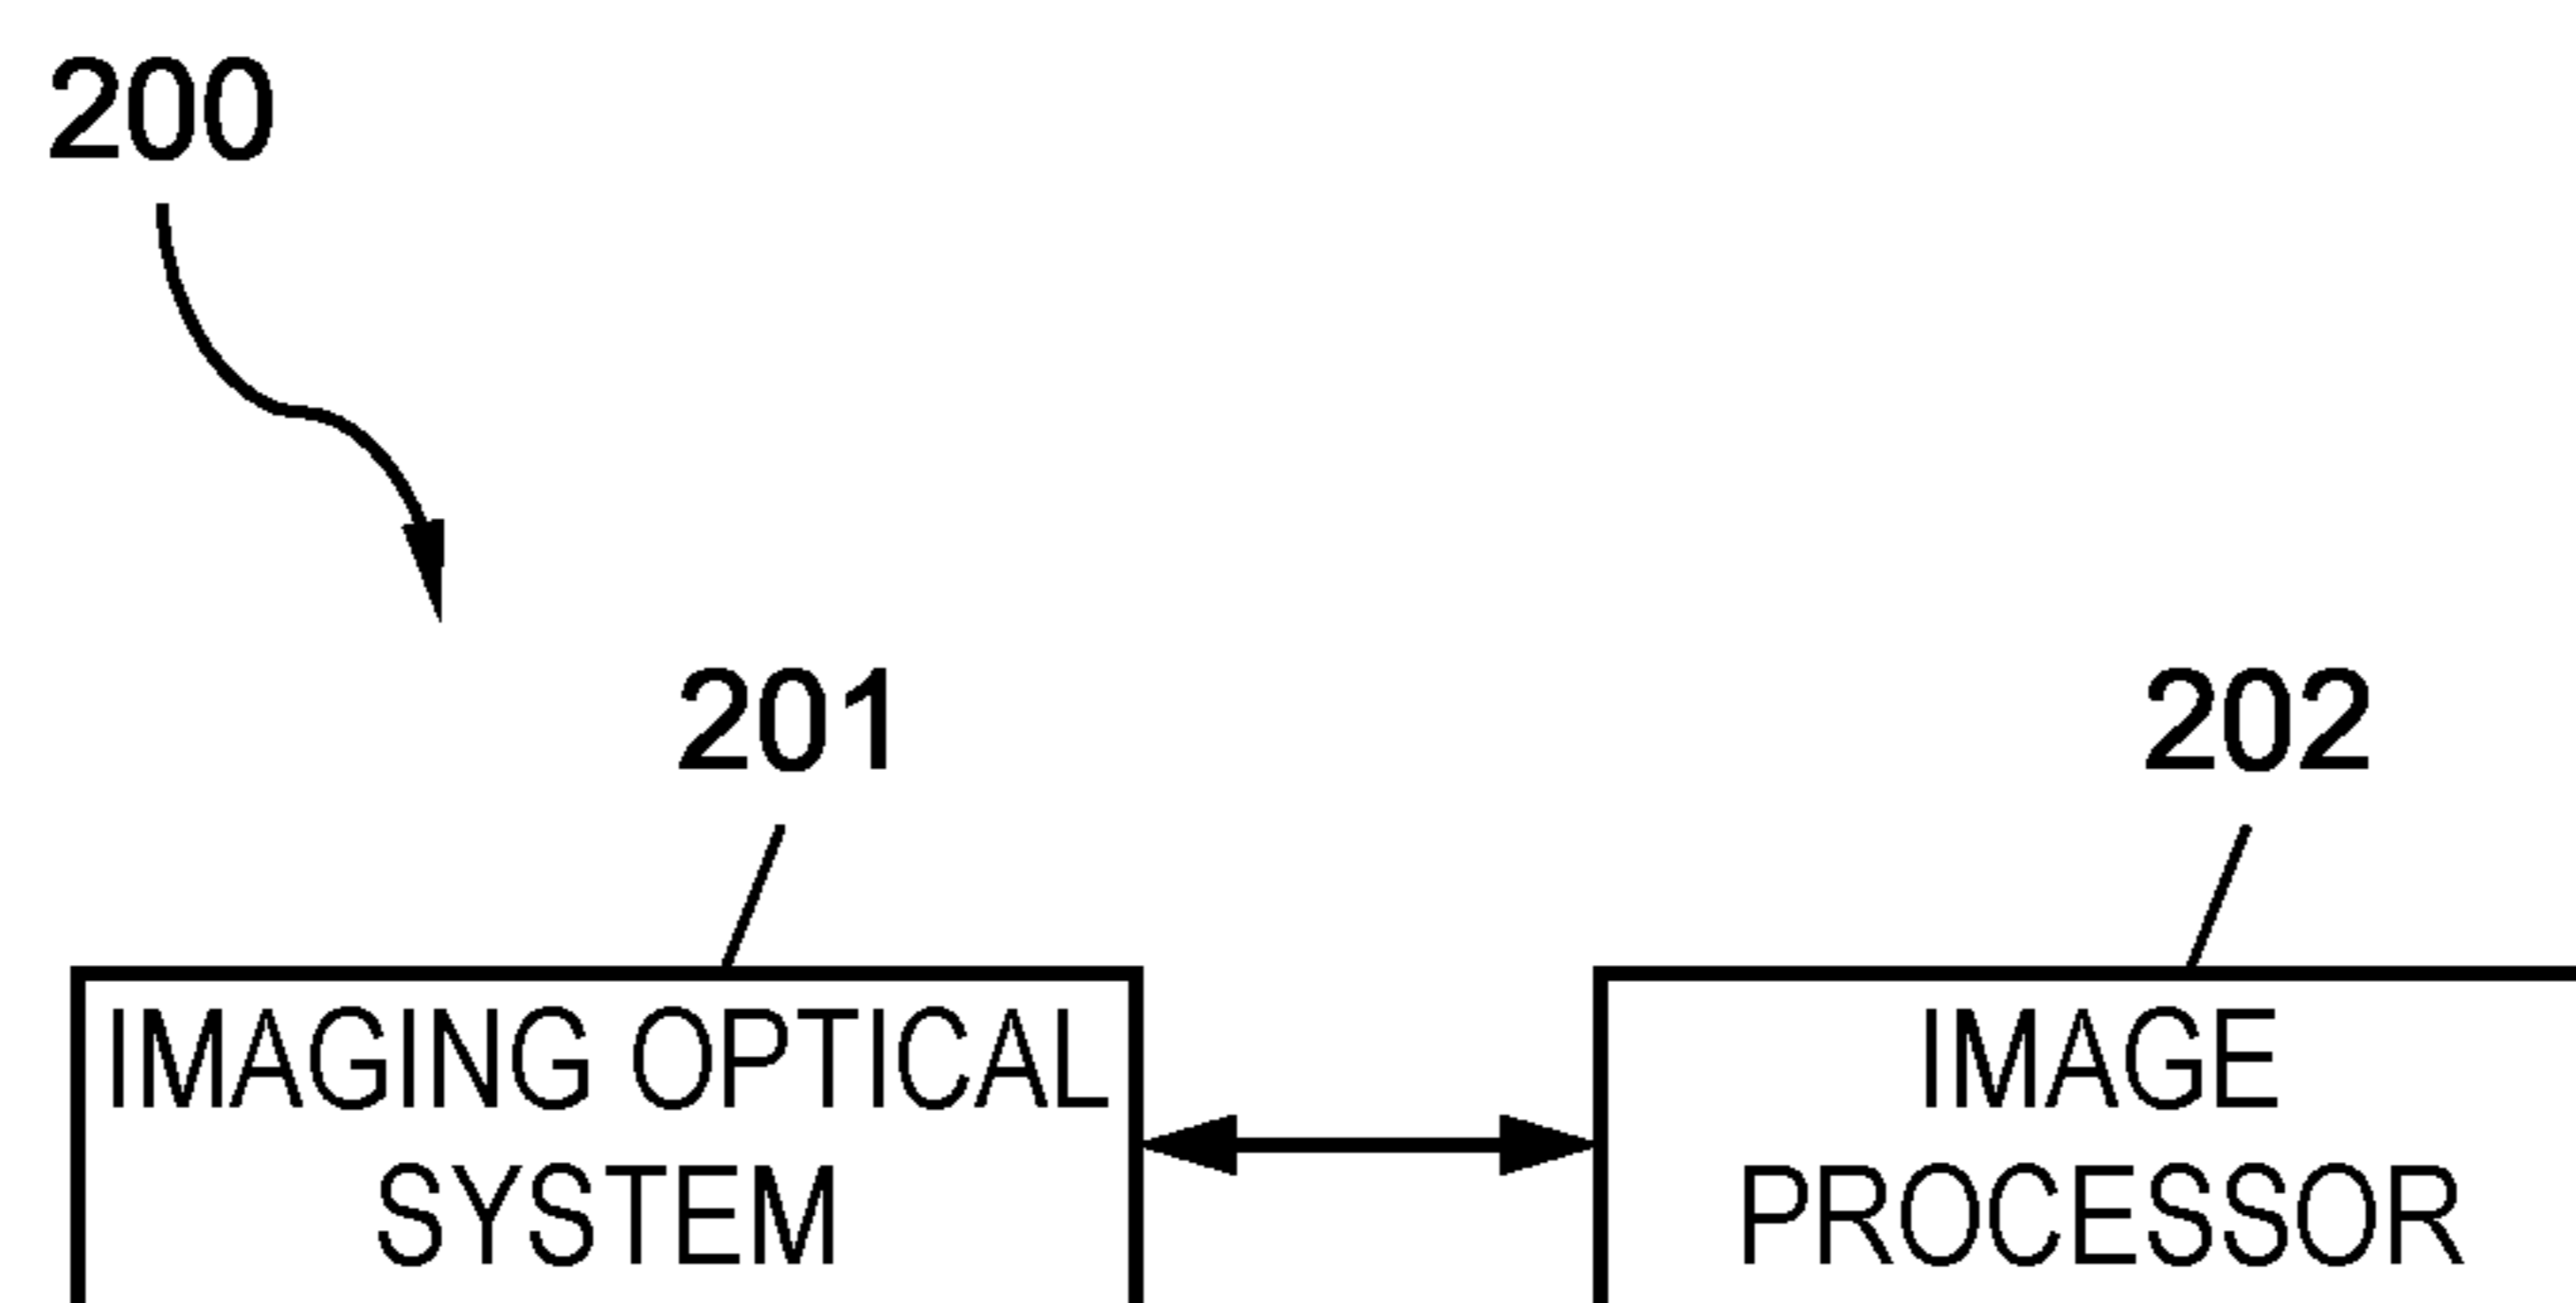 200
201
202
IMAGING OPTICAL
SYSTEM
IMAGE
PROCESSOR